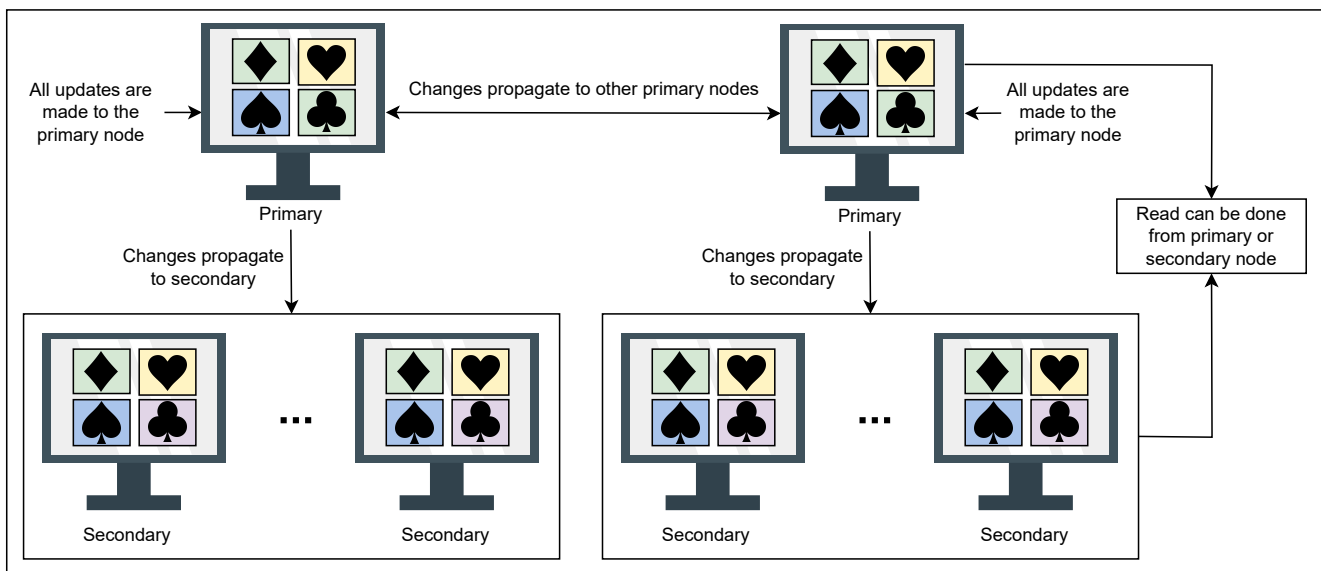 All updates are
made to the
primary node
Changes propagate to other primary nodes
All updates are
made to the
primary node
Primary
Primary
Read can be done
from primary or
secondary node
Changes propagate
to secondary
Changes propagate
to secondary
...
...
Secondary
Secondary
Secondary
Secondary